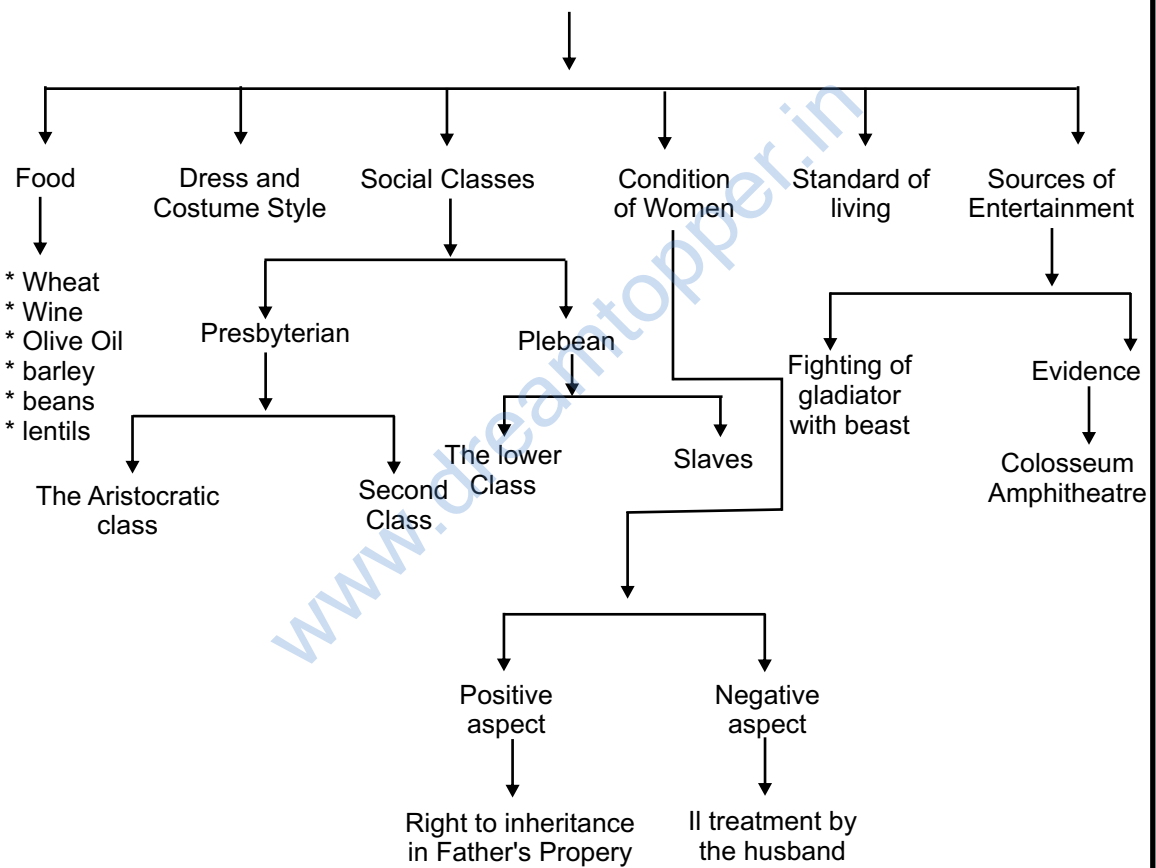 Food
Dress and
Costume Style
Social Classes
Condition
of Women
Standard of
living
Sources of
Entertainment
* Wheat
* Wine
* Olive Oil
* barley
* beans
* lentils
Presbyterian
Plebean
Fighting of
gladiator
with beast
Evidence
The Aristocratic
class
Second
Class
The lower
Class
Slaves
Colosseum
Amphitheatre
Positive
aspect
Negative
aspect
Right to inheritance
in Father's Propery
Il treatment by
the husband
www.dreamtopper.in